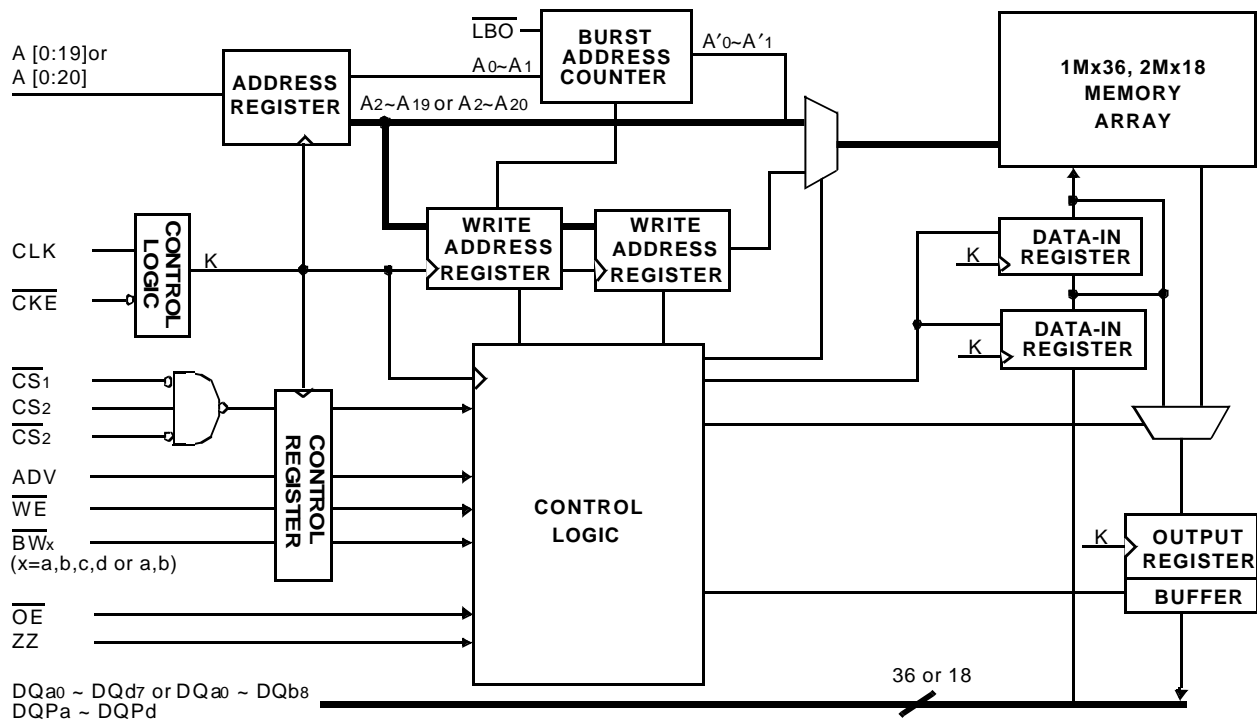 A [0:19]or
A [0:20]
ADDRESS
REGISTER
LBO
BURST
ADDRESS
COUNTER
A0~A1
A′0~A′1
A2~A19 or A2~A20
1Mx36, 2Mx18
MEMORY
ARRAY
WRITE
ADDRESS
REGISTER
WRITE
ADDRESS
REGISTER
CLK
CKE
CONTROL
LOGIC
K
DATA-IN
REGISTER
K
DATA-IN
REGISTER
K
CS1
CS2
CS2
ADV
WE
BWx
(x=a,b,c,d or a,b)
CONTROL
REGISTER
CONTROL
LOGIC
K
OUTPUT
REGISTER
BUFFER
OE
ZZ
DQa0 ~ DQd7 or DQa0 ~ DQb8
DQPa ~ DQPd
36 or 18